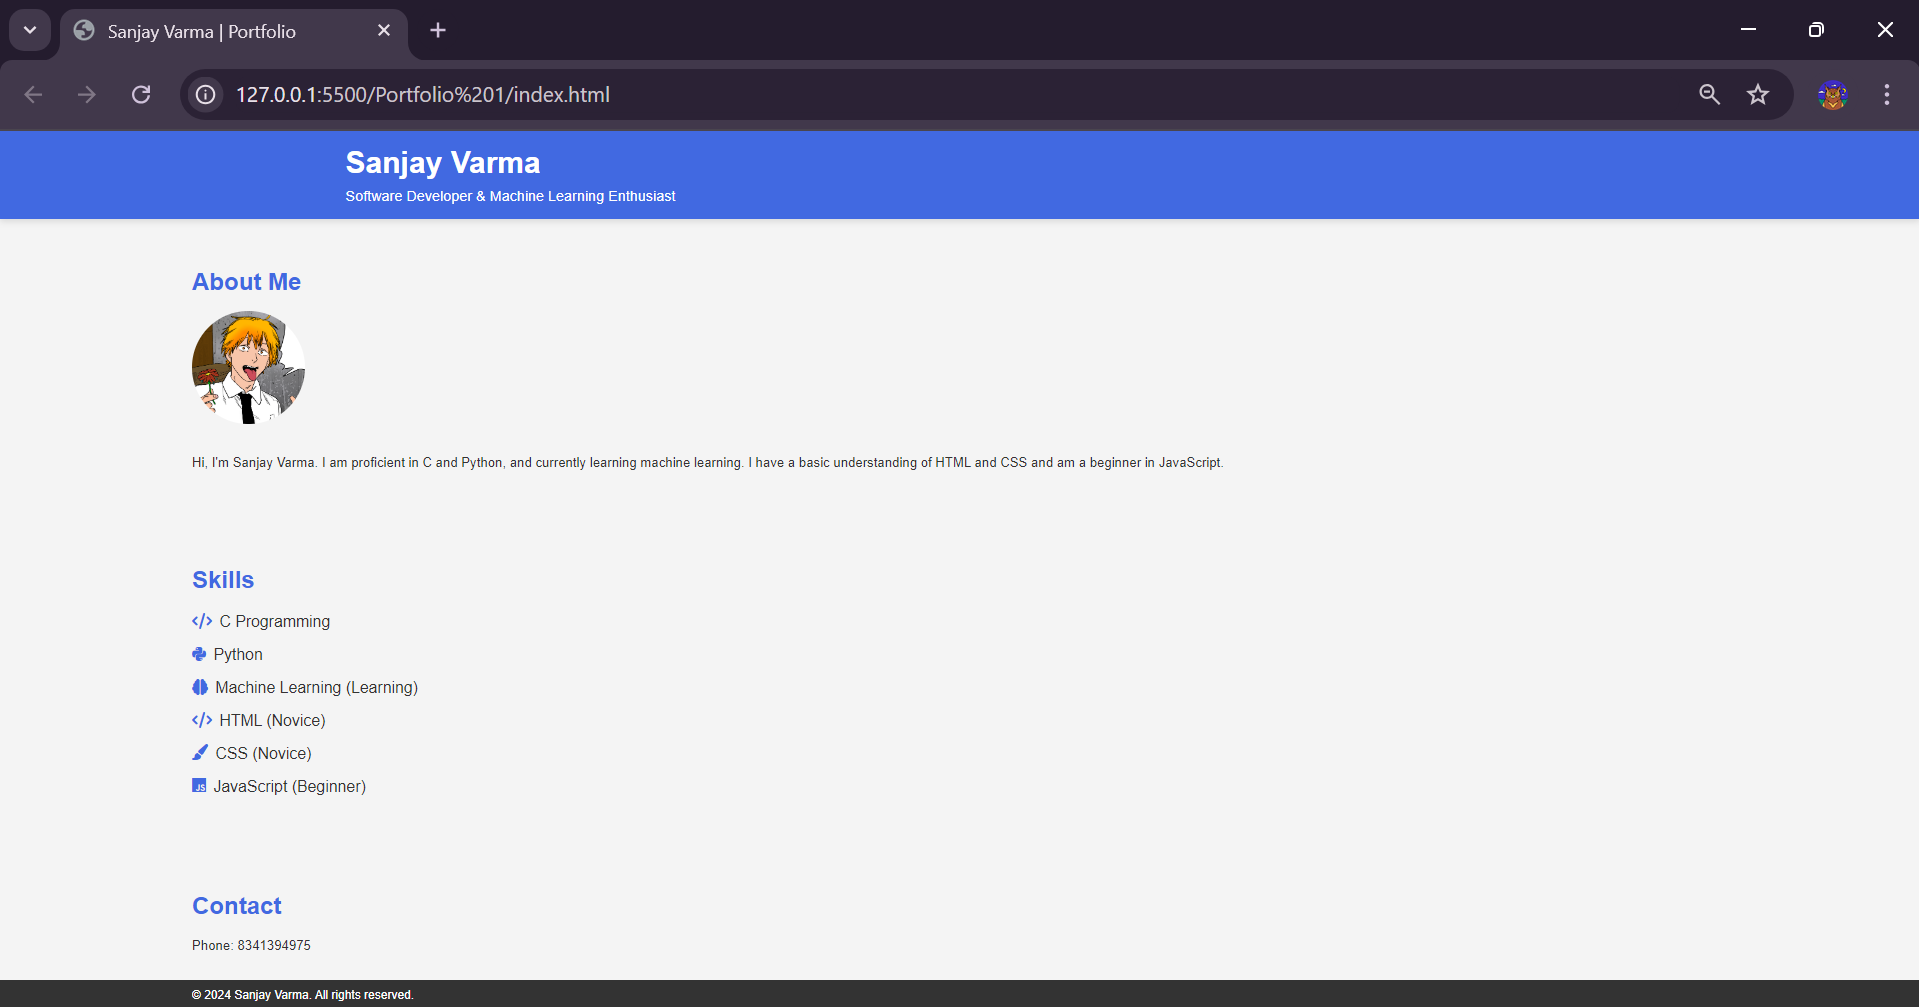 Sanjay Varma | Portfolio
127.0.0.1:5500/Portfolio%201/index.html
Sanjay Varma
Software Developer & Machine Learning Enthusiast
About Me
Hi, I'm Sanjay Varma. I am proficient in C and Python, and currently learning machine learning. I have a basic understanding of HTML and CSS and am a beginner in JavaScript.
Skills
</> C Programming
Python
Machine Learning (Learning)
</> HTML (Novice)
CSS (Novice)
JS JavaScript (Beginner)
Contact
Phone: 8341394975
© 2024 Sanjay Varma. All rights reserved.